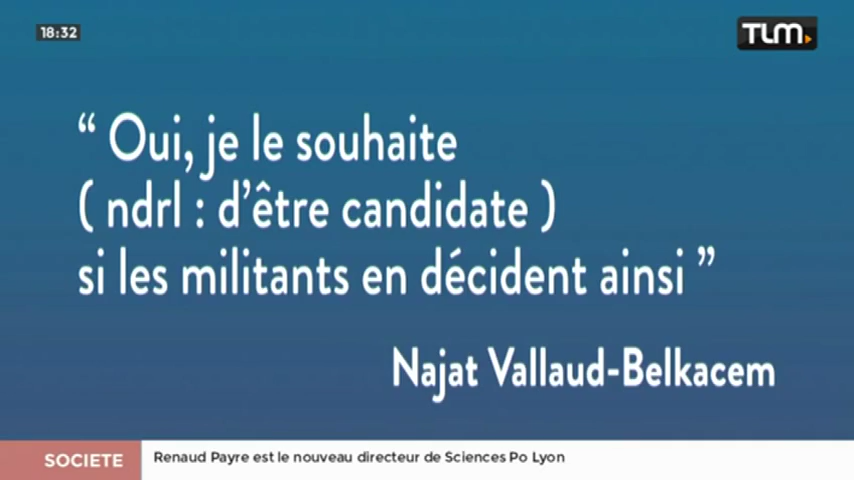 18:32
TLM
“ Oui, je le souhaite
( ndrl : d’être candidate )
si les militants en décident ainsi ”
Najat Vallaud-Belkacem
SOCIETE
Renaud Payre est le nouveau directeur de Sciences Po Lyon